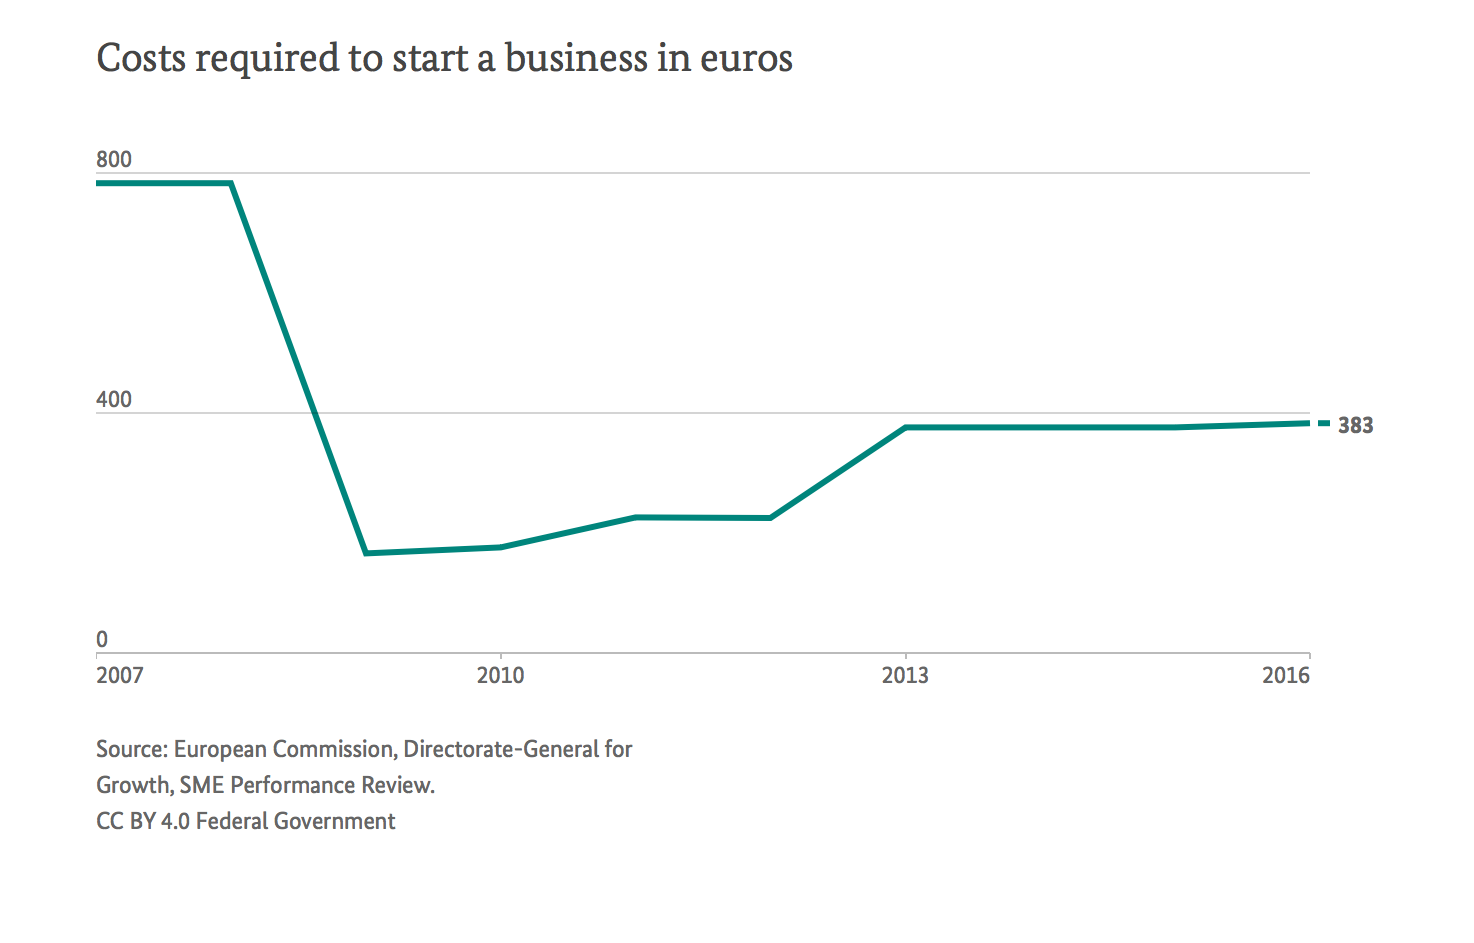 Costs required to start a business in euros
800
400
383
0
2007 2010 2013 2016
Source: European Commission, Directorate-General for
Growth, SME Performance Review.
CC BY 4.0 Federal Government